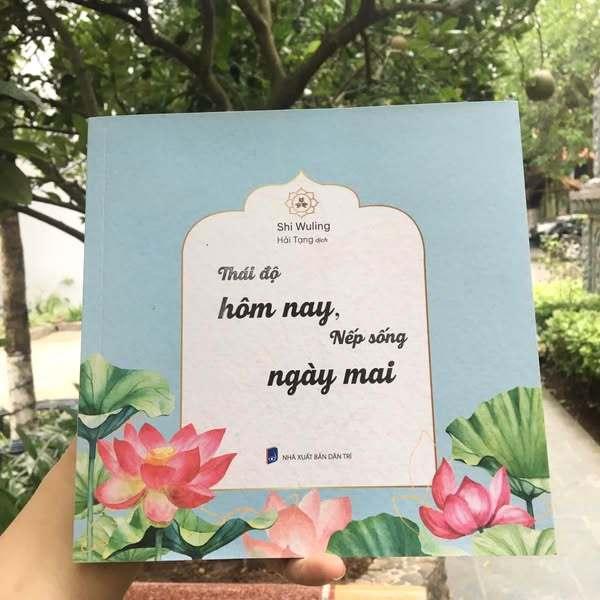 Shi Wuling
Hải Tạng dịch
Thái độ
hôm nay,
Nếp sống
ngày mai
NHÀ XUẤT BẢN DÂN TRÍ